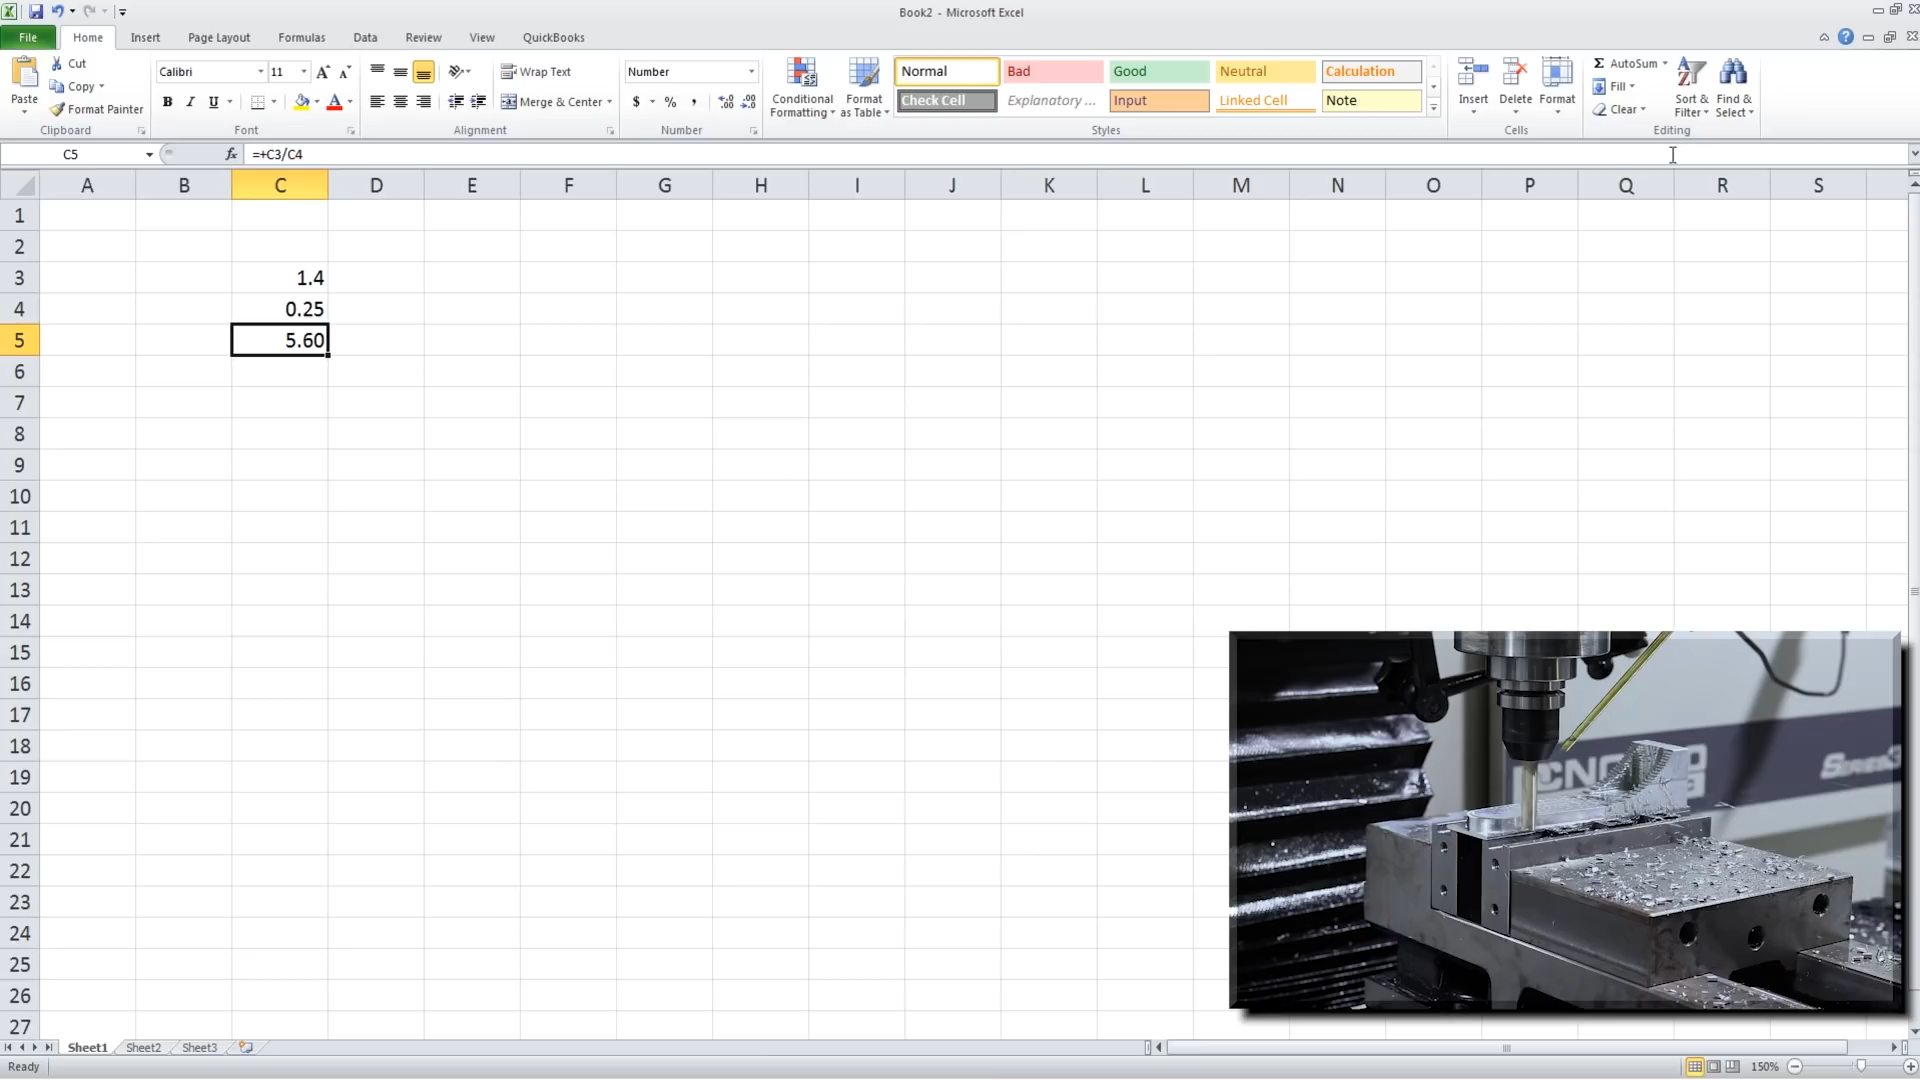 Book2 - Microsoft Excel
File Home Insert Page Layout Formulas Data Review View QuickBooks
Paste
Cut
Copy
Format Painter
Clipboard
Calibri 11
B I U
Font
Wrap Text
Merge & Center
Alignment
Number
$ % ,
Number
Conditional Formatting
Format as Table
Normal Bad Good Neutral Calculation
Check Cell Explanatory ... Input Linked Cell Note
Styles
Insert Delete Format
Cells
Σ AutoSum
Fill
Clear
Sort & Filter
Find & Select
Editing
C5 fx =+C3/C4
A B C D E F G H I J K L M N O P Q R S
1
2
3 1.4
4 0.25
5 5.60
6
7
8
9
10
11
12
13
14
15
16
17
18
19
20
21
22
23
24
25
26
27
CNC
Series3
Sheet1 Sheet2 Sheet3
Ready 150%